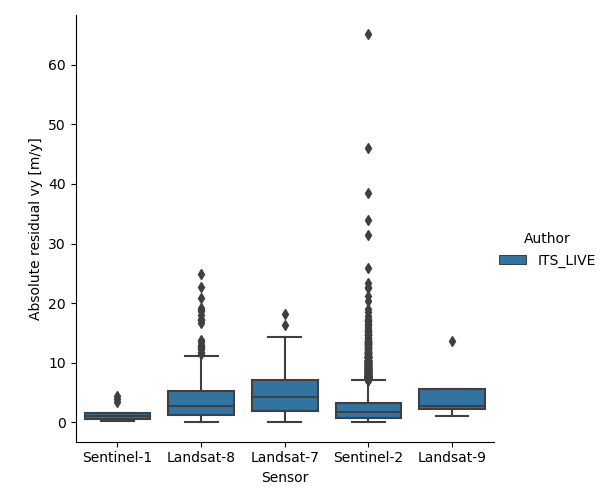 Absolute residual vy [m/y]
60
50
40
30
20
10
0
Sentinel-1 Landsat-8 Landsat-7 Sentinel-2 Landsat-9
Sensor
Author
ITS_LIVE